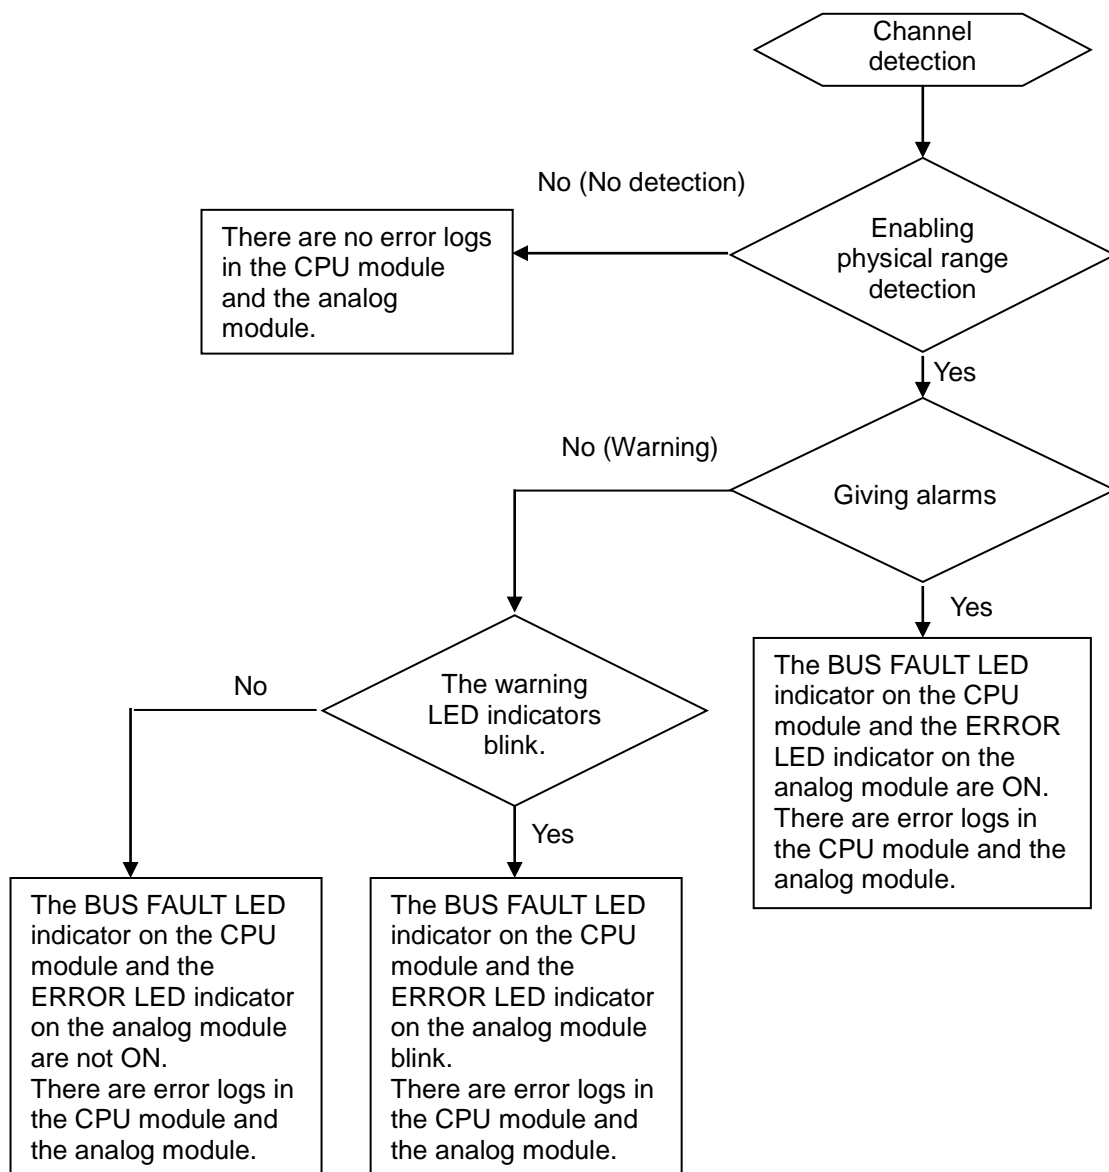 Channel
detection
No (No detection)
There are no error logs
in the CPU module
and the analog
module.
Enabling
physical range
detection
Yes
No (Warning)
Giving alarms
Yes
The BUS FAULT LED
indicator on the CPU
module and the ERROR
LED indicator on the
analog module are ON.
There are error logs in
the CPU module and the
analog module.
No
The warning
LED indicators
blink.
Yes
The BUS FAULT LED
indicator on the CPU
module and the
ERROR LED indicator
on the analog module
are not ON.
There are error logs in
the CPU module and
the analog module.
The BUS FAULT LED
indicator on the CPU
module and the
ERROR LED indicator
on the analog module
blink.
There are error logs in
the CPU module and
the analog module.